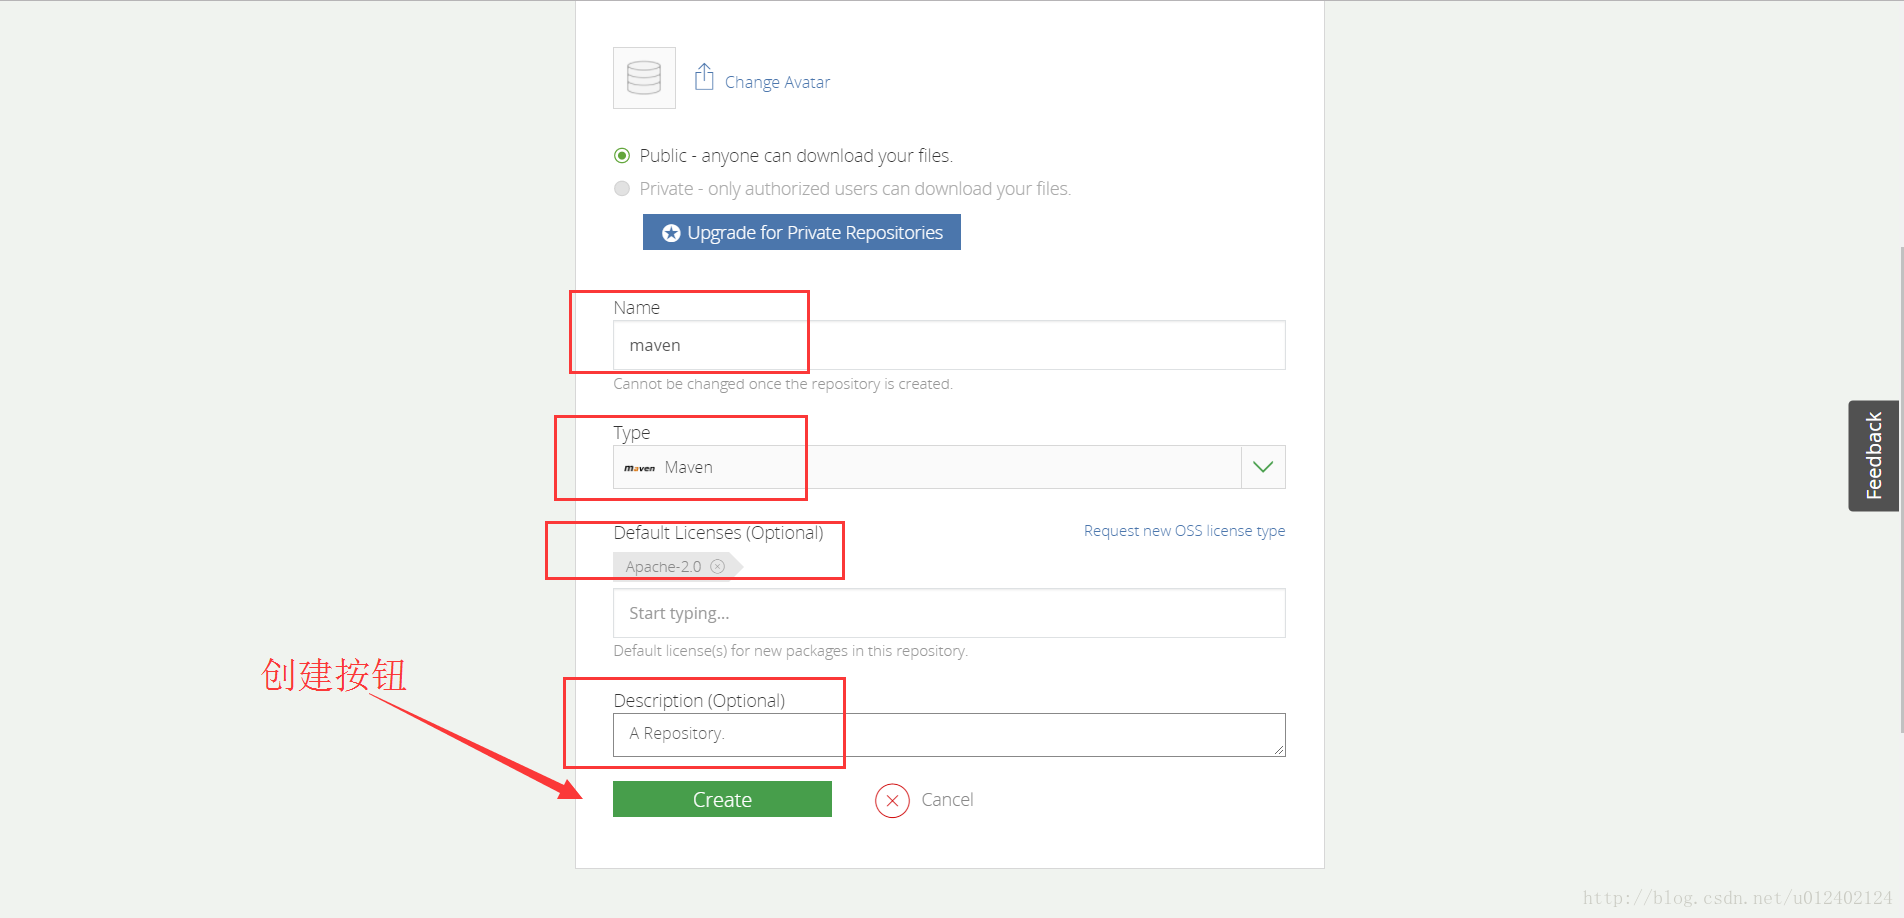 Change Avatar
Public - anyone can download your files.
Private - only authorized users can download your files.
Upgrade for Private Repositories
Name
maven
Cannot be changed once the repository is created.
Type
maven Maven
Default Licenses (Optional)
Request new OSS license type
Apache-2.0
Start typing...
Default license(s) for new packages in this repository.
创建按钮
Description (Optional)
A Repository.
Create
Cancel
Feedback
http://blog.csdn.net/u012402124